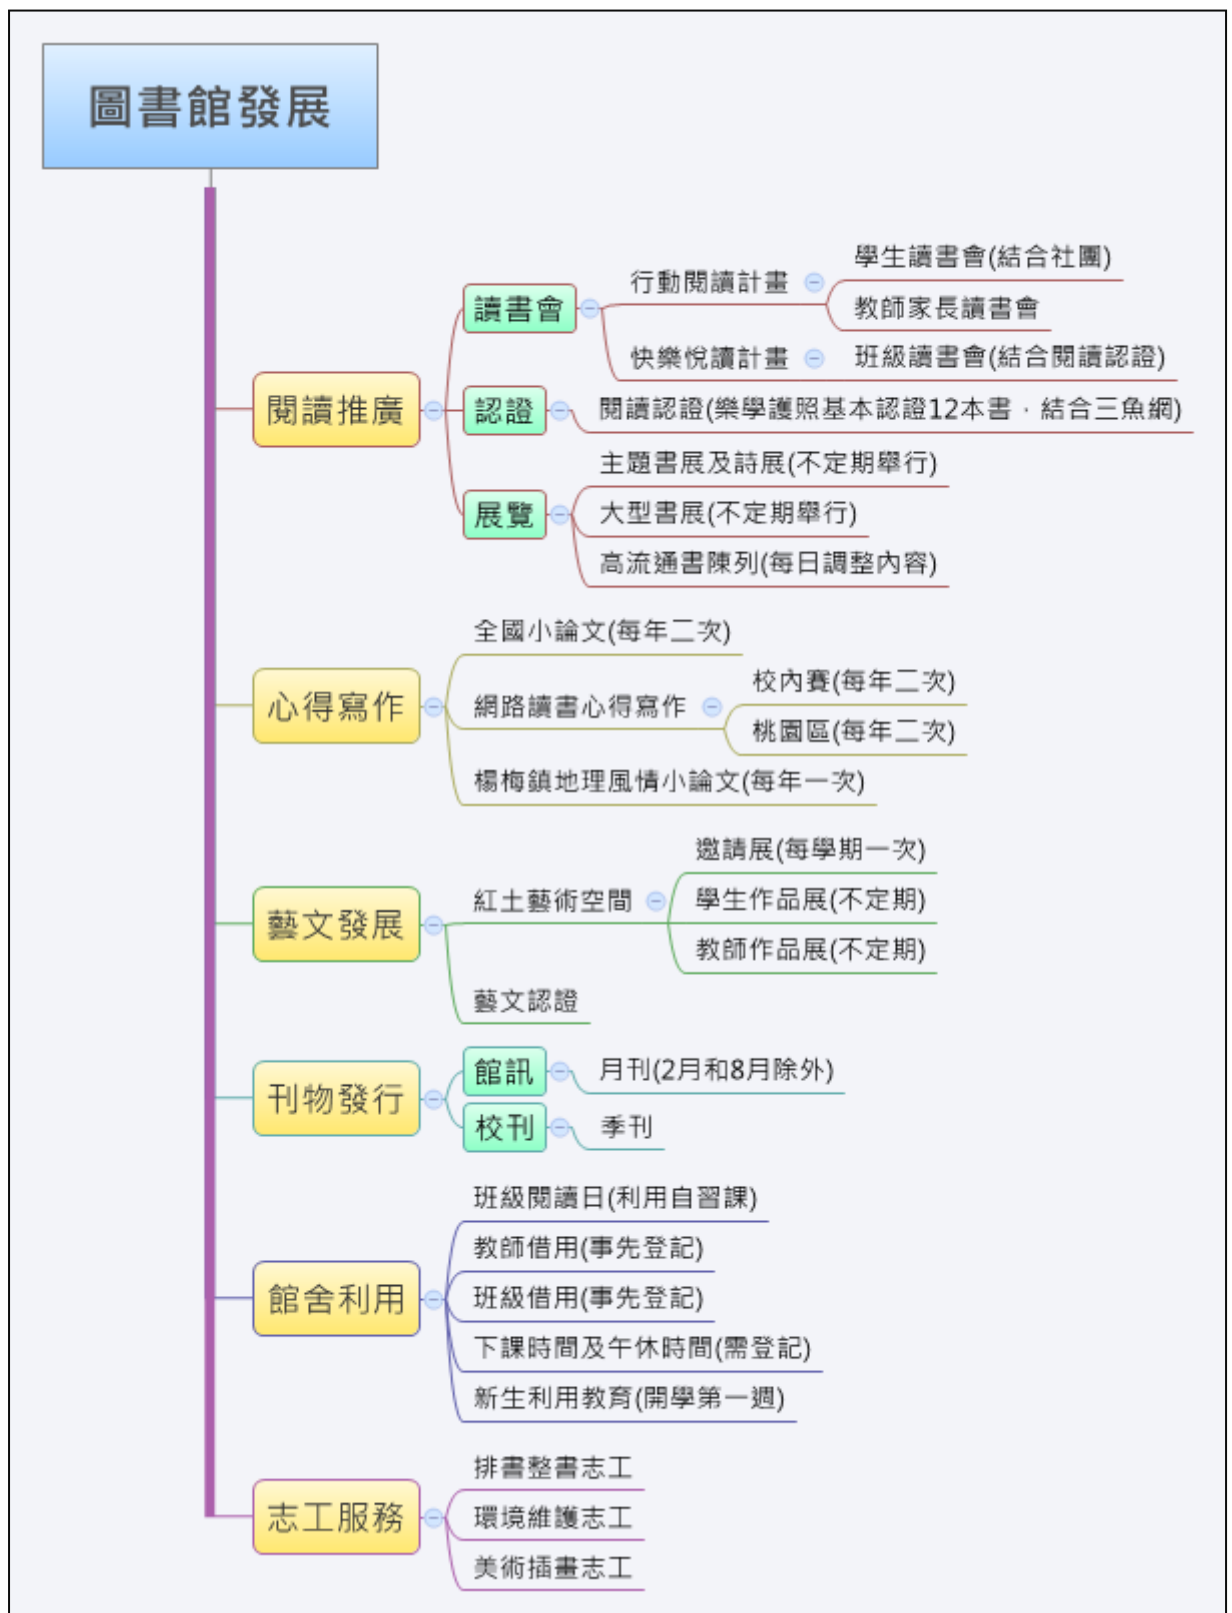 圖書館發展
閱讀推廣
讀書會
行動閱讀計畫
學生讀書會(結合社團)
教師家長讀書會
快樂悅讀計畫
班級讀書會(結合閱讀認證)
認證
閱讀認證(樂學護照基本認證12本書，結合三魚網)
展覽
主題書展及詩展(不定期舉行)
大型書展(不定期舉行)
高流通書陳列(每日調整內容)
心得寫作
全國小論文(每年二次)
網路讀書心得寫作
校內賽(每年二次)
桃園區(每年二次)
楊梅鎮地理風情小論文(每年一次)
藝文發展
紅土藝術空間
邀請展(每學期一次)
學生作品展(不定期)
教師作品展(不定期)
藝文認證
刊物發行
館訊
月刊(2月和8月除外)
校刊
季刊
館舍利用
班級閱讀日(利用自習課)
教師借用(事先登記)
班級借用(事先登記)
下課時間及午休時間(需登記)
新生利用教育(開學第一週)
志工服務
排書整書志工
環境維護志工
美術插畫志工